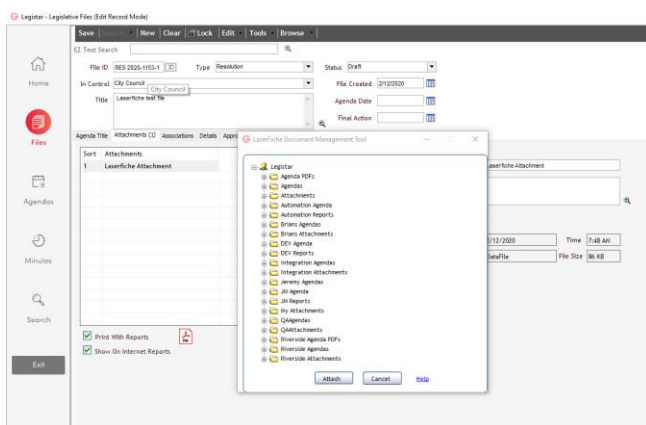 Legistar - Legislative Files (Edit Record Mode)
Save Search New Clear Lock Edit Tools Browse
EZ Text Search
File ID RES 2020-1153-1 Type Resolution Status Draft
In Control City Council File Created 2/12/2020
City Council
Title Laserfiche test file Agenda Date
Final Action
Agenda Title Attachments (1) Associations Details
Sort Attachments
1 Laserfiche Attachment
Print With Reports
Show On Internet Reports
Home
Files
Agendas
Minutes
Search
Exit
LaserFiche Document Management Tool
Legistar
Agenda PDFs
Agendas
Attachments
Automation Agenda
Automation Reports
Brians Agendas
Brians Attachments
DEV Agenda
DEV Reports
Integration Agendas
Integration Attachments
Jeremy Agendas
JH Agenda
JH Reports
My Attachments
QAAgendas
QAAttachments
Riverside Agenda PDFs
Riverside Agendas
Riverside Attachments
Attach Cancel Help
Attachment
/12/2020 Time 7:48 AM
DataFile File Size 86 KB